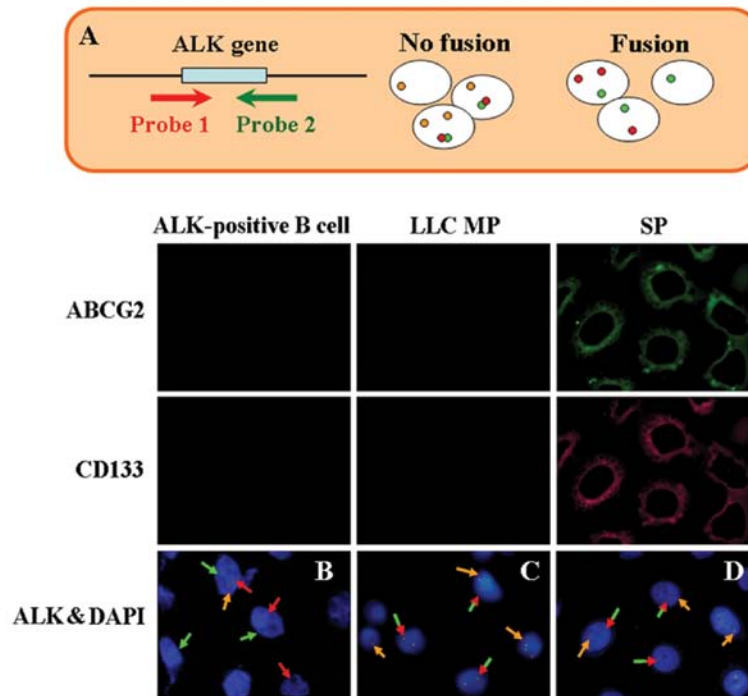 A
ALK gene
Probe 1
Probe 2
No fusion
Fusion
ALK-positive B cell
LLC MP
SP
ABCG2
CD133
ALK&DAPI
B
C
D